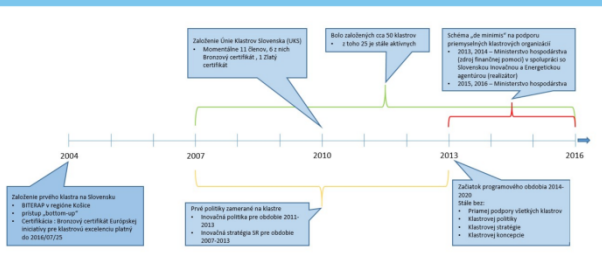 Založenie Únie Klastrov Slovenska (UKS)
• Momentálne 11 členov, 6 z nich
Bronzový certifikát , 1 Zlatý
certifikát
Bolo založených cca 50 klastrov
• z toho 25 je stále aktívnych
Schéma „de minimis" na podporu
priemyselných klastrových organizácií
• 2013, 2014 – Ministerstvo hospodárstva
(zdroj finančnej pomoci) v spolupráci so
Slovenskou Inovačnou a Energetickou
agentúrou (realizátor)
• 2015, 2016 – Ministerstvo hospodárstva
2004
2007
2010
2013
2016
Založenie prvého klastra na Slovensku
• BITERAP v regióne Košice
• prístup „bottom-up"
• Certifikácia : Bronzový certifikát Európskej
iniciatívy pre klastrovú excelenciu platný
do 2016/07/25
Prvé politiky zamerané na klastre
• Inovačná politika pre obdobie 2011-
2013
• Inovačná stratégia SR pre obdobie
2007-2013
Začiatok programového obdobia 2014-
2020
Stále bez:
• Priamej podpory všetkých klastrov
• Klastrovej politiky
• Klastrovej stratégie
• Klastrovej koncepcie